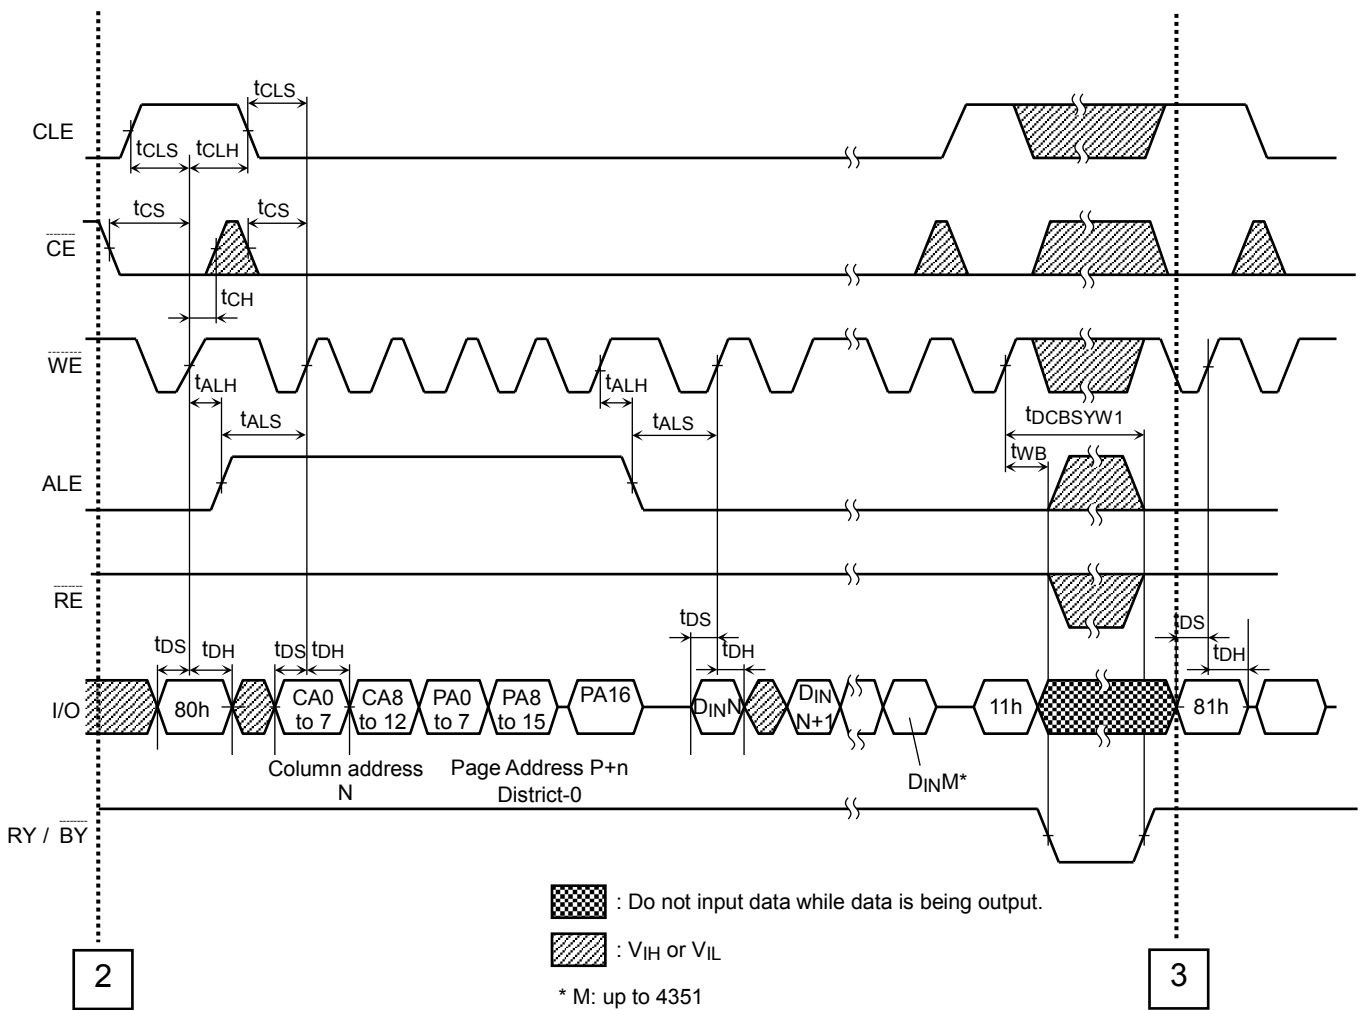 tCLS
CLE
tCLS
tCLH
tCS
tCS
CE
tCH
WE
tALH
tALH
tALS
tALS
tDCBSYW1
tWB
ALE
RE
tDS
tDH
tDS
tDH
tDS
tDH
tDS
tDH
I/O
80h
CA0 to 7
CA8 to 12
PA0 to 7
PA8 to 15
PA16
DINN
DIN N+1
11h
81h
Column address N
Page Address P+n District-0
DINM*
RY / BY
: Do not input data while data is being output.
: VIH or VIL
* M: up to 4351
2
3